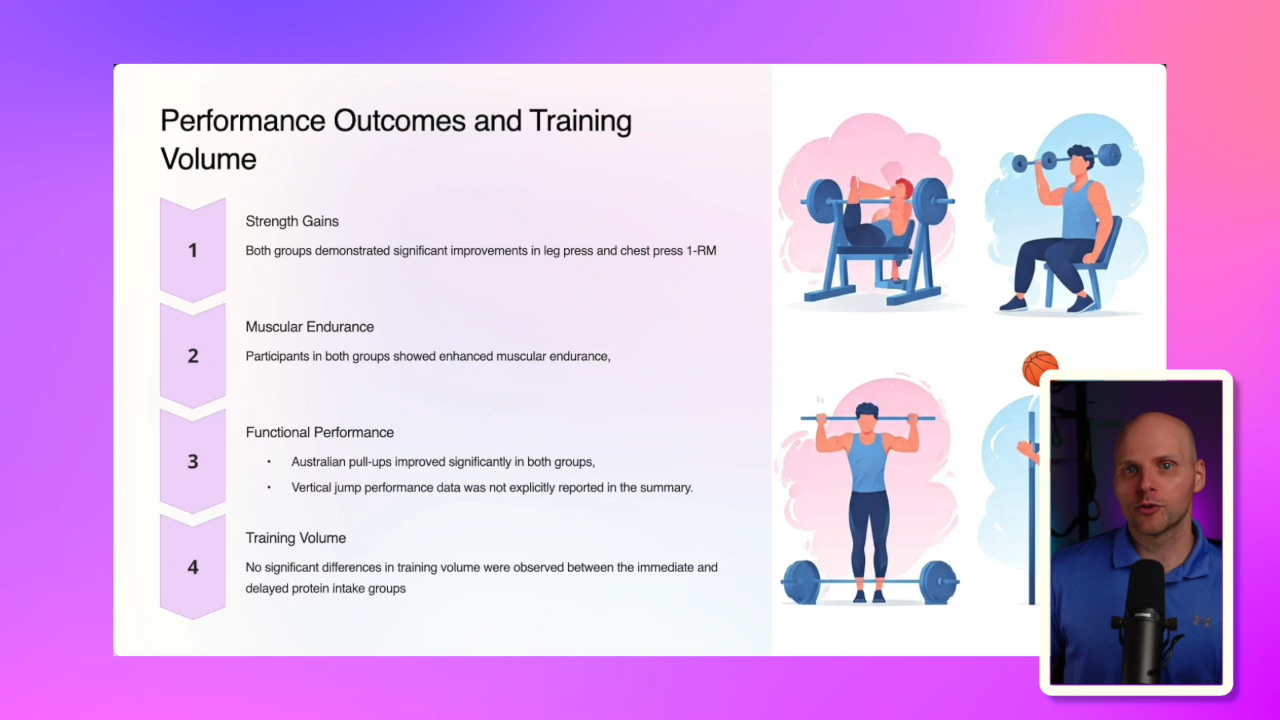 Performance Outcomes and Training
Volume
1
Strength Gains
Both groups demonstrated significant improvements in leg press and chest press 1-RM
2
Muscular Endurance
Participants in both groups showed enhanced muscular endurance,
3
Functional Performance
• Australian pull-ups improved significantly in both groups,
• Vertical jump performance data was not explicitly reported in the summary.
4
Training Volume
No significant differences in training volume were observed between the immediate and
delayed protein intake groups